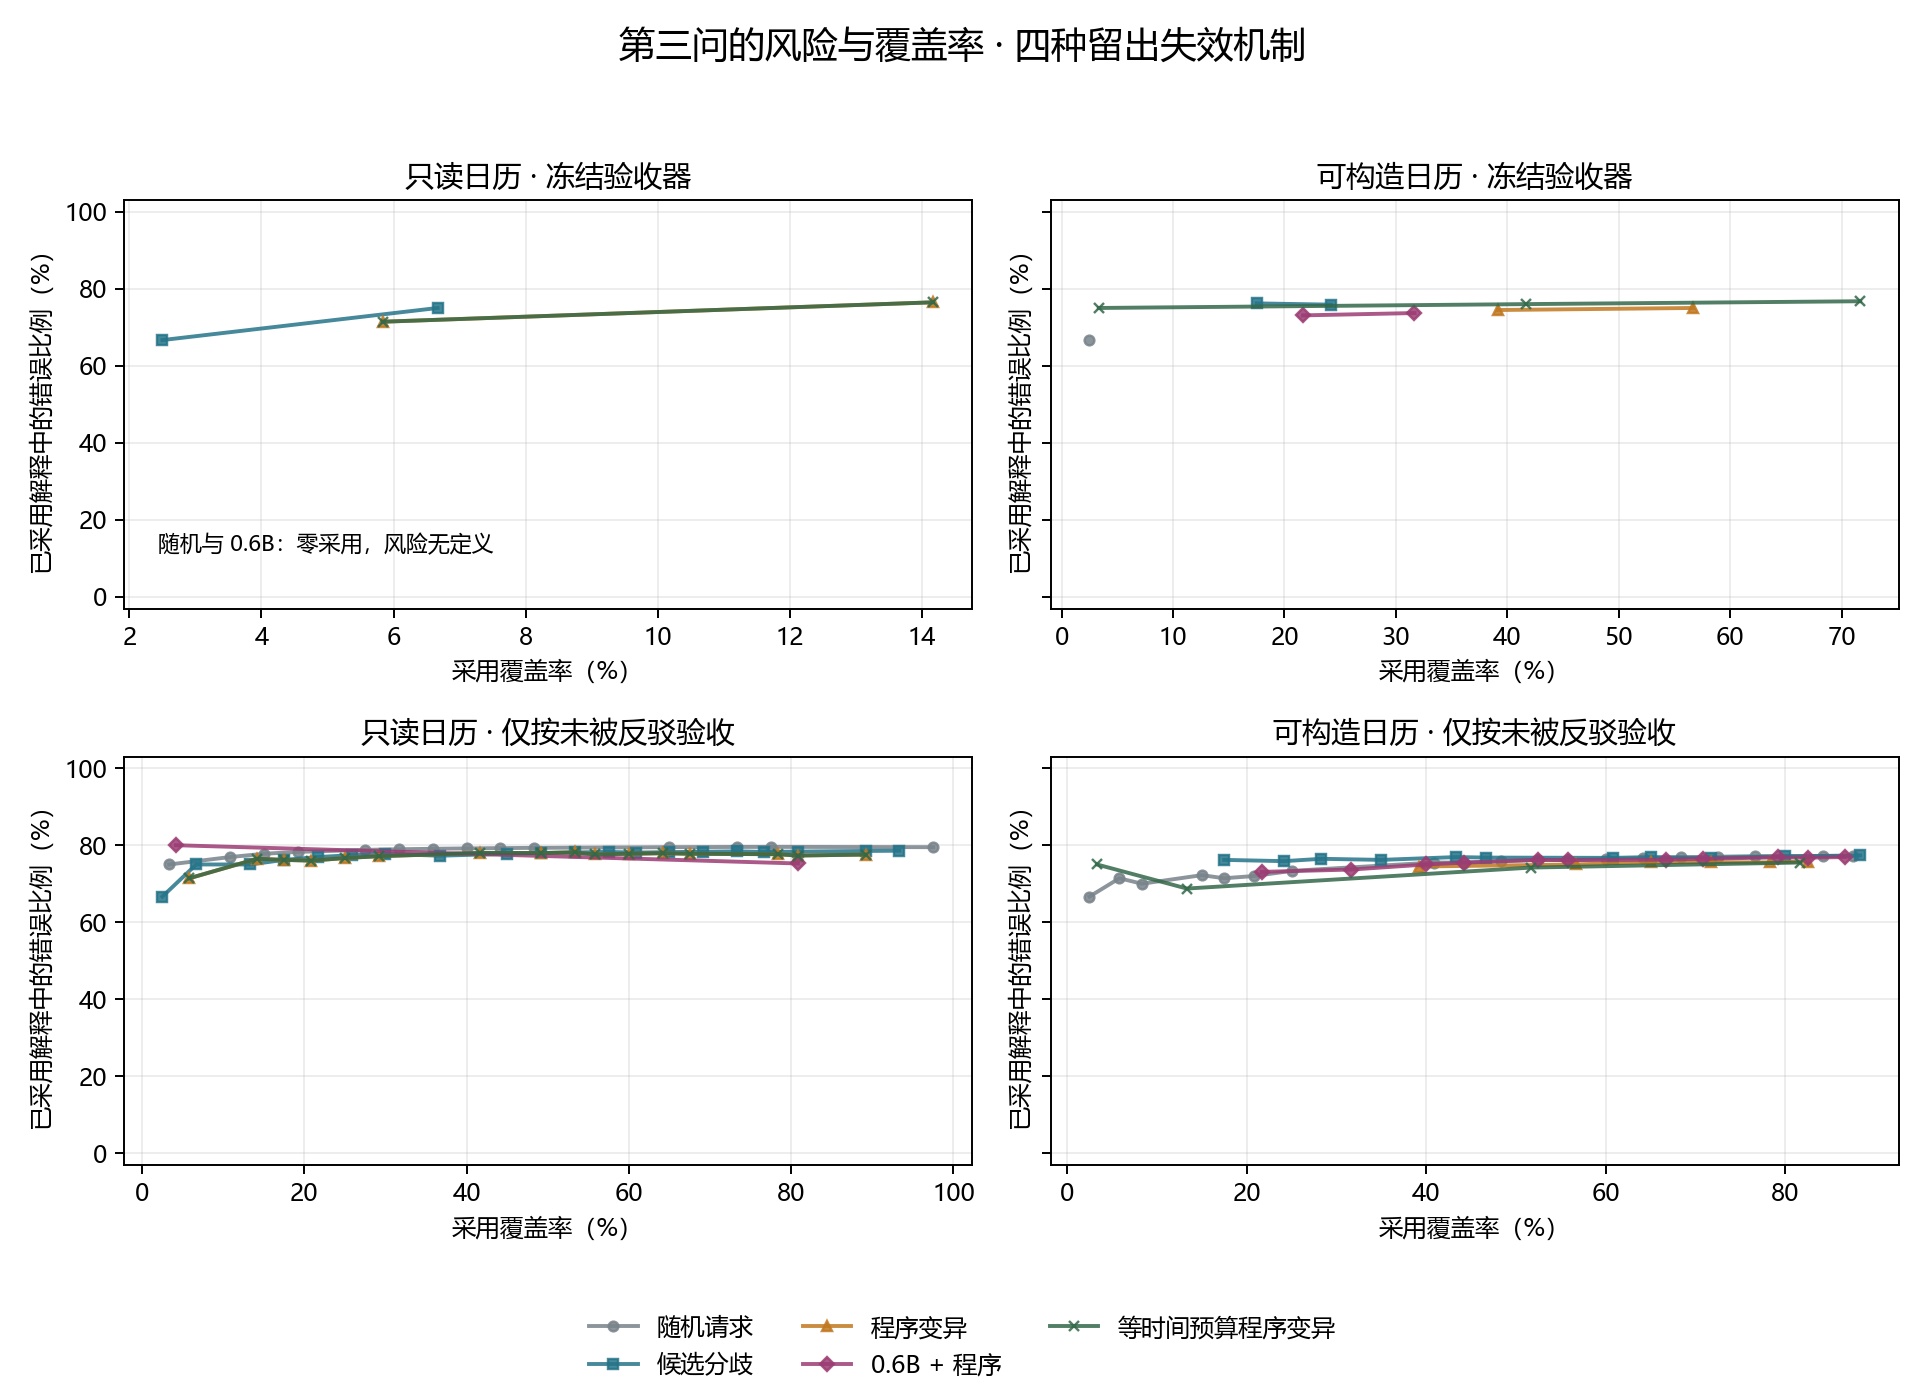 第三问的风险与覆盖率 · 四种留出失效机制
只读日历 · 冻结验收器
已采用解释中的错误比例（%）
100
80
60
40
20
0
随机与 0.6B：零采用，风险无定义
2 4 6 8 10 12 14
采用覆盖率（%）
可构造日历 · 冻结验收器
已采用解释中的错误比例（%）
0 10 20 30 40 50 60 70
采用覆盖率（%）
只读日历 · 仅按未被反驳验收
已采用解释中的错误比例（%）
100
80
60
40
20
0
0 20 40 60 80 100
采用覆盖率（%）
可构造日历 · 仅按未被反驳验收
已采用解释中的错误比例（%）
0 20 40 60 80
采用覆盖率（%）
随机请求
候选分歧
程序变异
0.6B + 程序
等时间预算程序变异